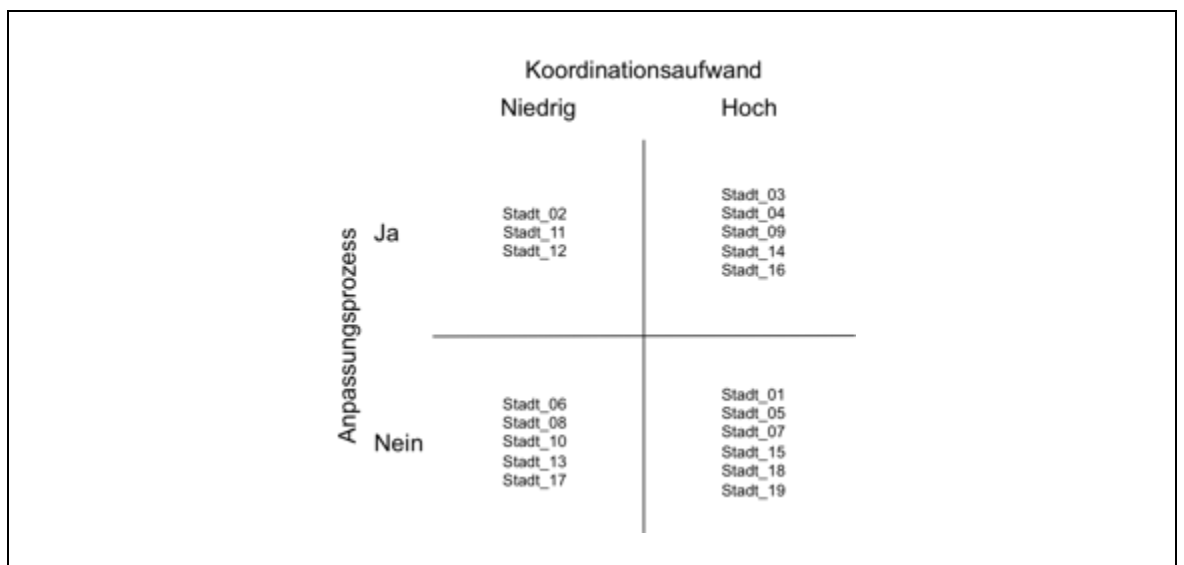 Koordinationsaufwand
Niedrig Hoch
Anpassungsprozess
Ja
Stadt_02
Stadt_11
Stadt_12
Stadt_03
Stadt_04
Stadt_09
Stadt_14
Stadt_16
Nein
Stadt_06
Stadt_08
Stadt_10
Stadt_13
Stadt_17
Stadt_01
Stadt_05
Stadt_07
Stadt_15
Stadt_18
Stadt_19